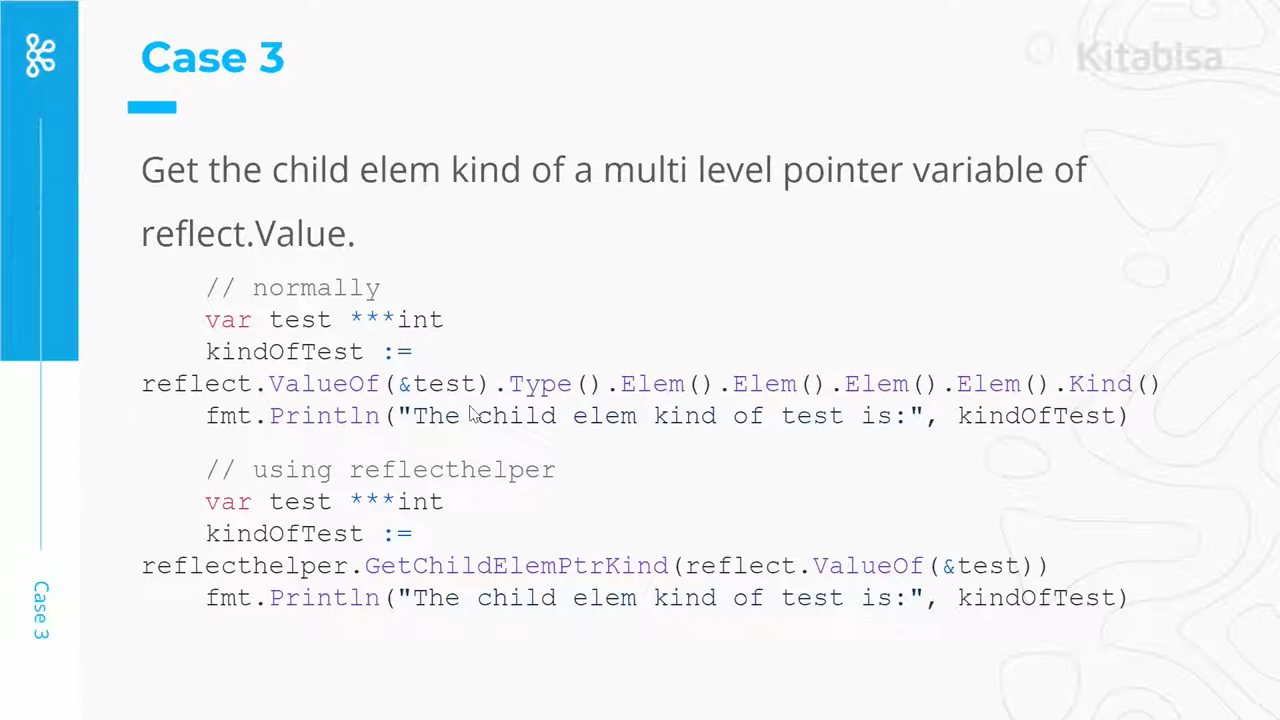 Case 3
Kitabisa
Get the child elem kind of a multi level pointer variable of
reflect.Value.
// normally
var test ***int
kindOfTest :=
reflect.ValueOf(&test).Type().Elem().Elem().Elem().Elem().Kind()
fmt.Println("The child elem kind of test is:", kindOfTest)
// using reflecthelper
var test ***int
kindOfTest :=
reflecthelper.GetChildElemPtrKind(reflect.ValueOf(&test))
fmt.Println("The child elem kind of test is:", kindOfTest)
Case 3